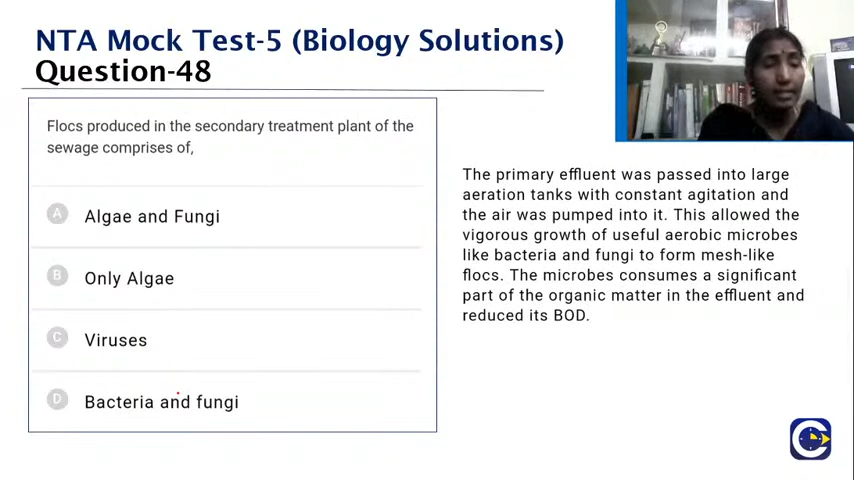 NTA Mock Test-5 (Biology Solutions)
Question-48
Flocs produced in the secondary treatment plant of the
sewage comprises of,
A Algae and Fungi
B Only Algae
C Viruses
D Bacteria and fungi
The primary effluent was passed into large
aeration tanks with constant agitation and
the air was pumped into it. This allowed the
vigorous growth of useful aerobic microbes
like bacteria and fungi to form mesh-like
flocs. The microbes consumes a significant
part of the organic matter in the effluent and
reduced its BOD.